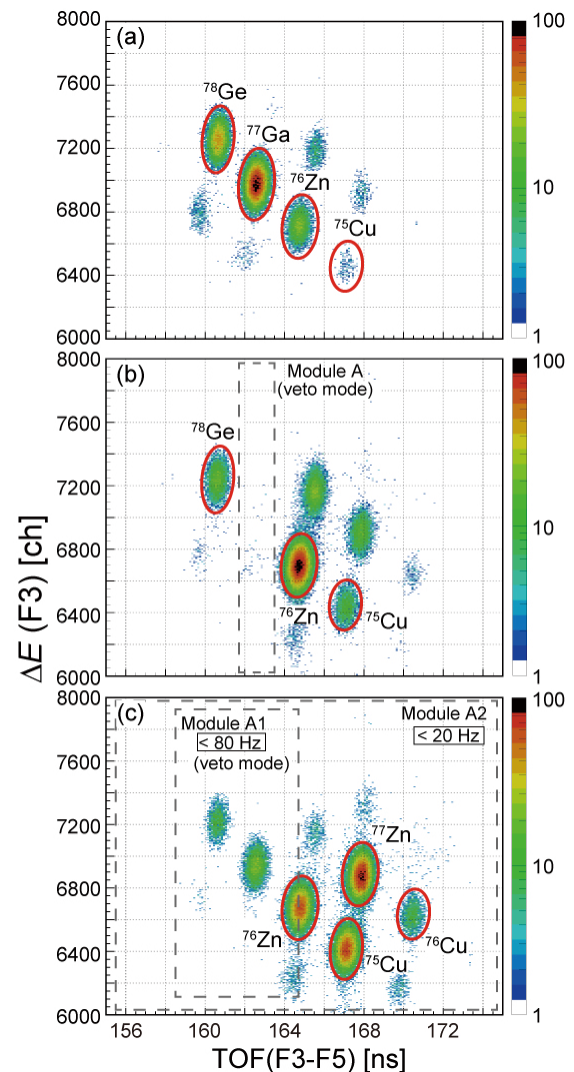 (a)
8000
7600
7200
6800
6400
6000
⁷⁸Ge
⁷⁷Ga
⁷⁶Zn
⁷⁵Cu
100
10
1
(b)
8000
7600
7200
6800
6400
6000
Module A
(veto mode)
⁷⁸Ge
⁷⁶Zn
⁷⁵Cu
100
10
1
ΔE (F3) [ch]
(c)
8000
7600
7200
6800
6400
6000
Module A1
< 80 Hz
(veto mode)
Module A2
< 20 Hz
⁷⁷Zn
⁷⁶Zn
⁷⁵Cu
⁷⁶Cu
100
10
1
156 160 164 168 172
TOF(F3-F5) [ns]